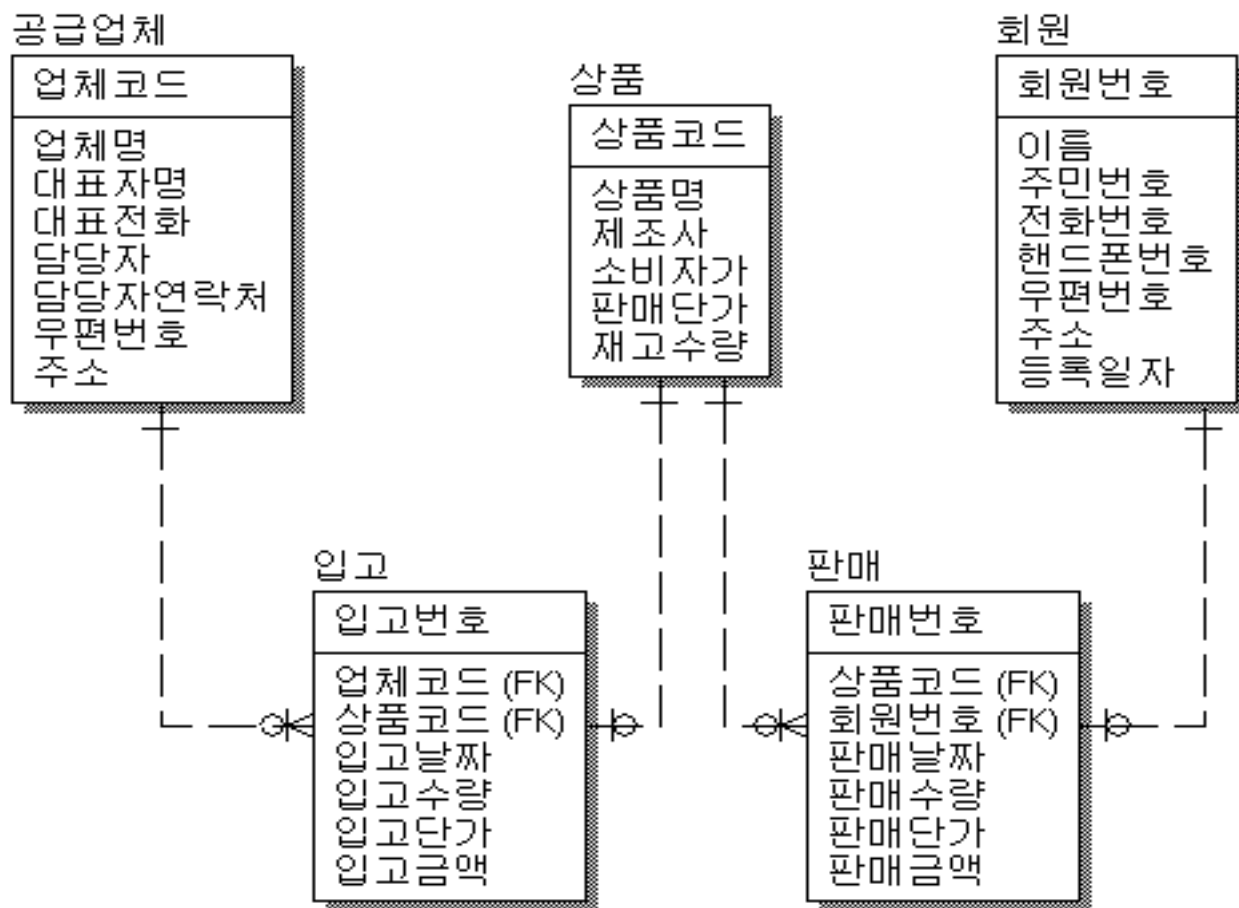 공급업체
업체코드
업체명
대표자명
대표전화
담당자
담당자연락처
우편번호
주소
상품
상품코드
상품명
제조사
소비자가
판매단가
재고수량
회원
회원번호
이름
주민번호
전화번호
핸드폰번호
우편번호
주소
등록일자
입고
입고번호
업체코드 (FK)
상품코드 (FK)
입고날짜
입고수량
입고단가
입고금액
판매
판매번호
상품코드 (FK)
회원번호 (FK)
판매날짜
판매수량
판매단가
판매금액